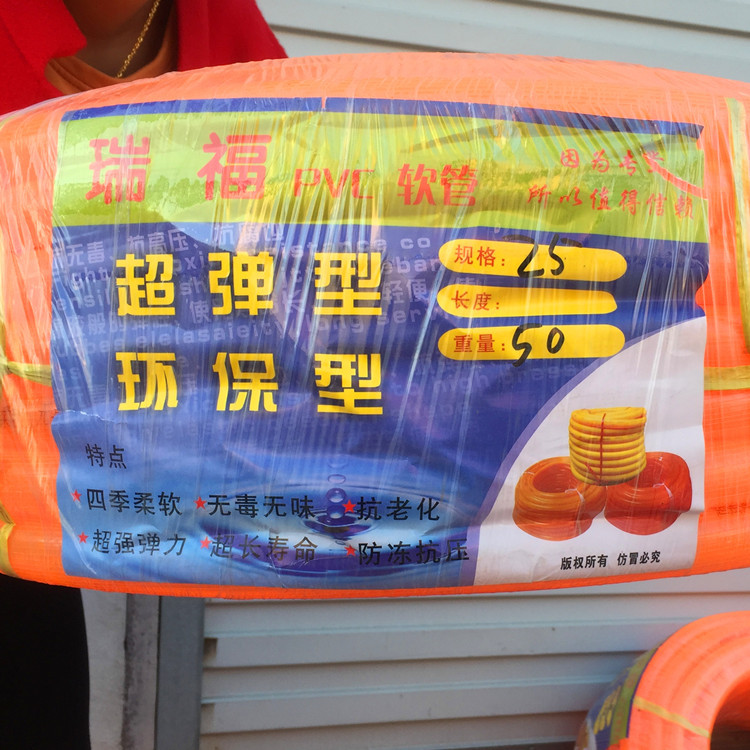 瑞福 PVC 软管
因为专业
所以值得信赖
超弹型
环保型
规格: 25
长度:
重量: 50
特点
★四季柔软 ★无毒无味 ★抗老化
★超强弹力 ★超长寿命 ★防冻抗压
版权所有 仿冒必究